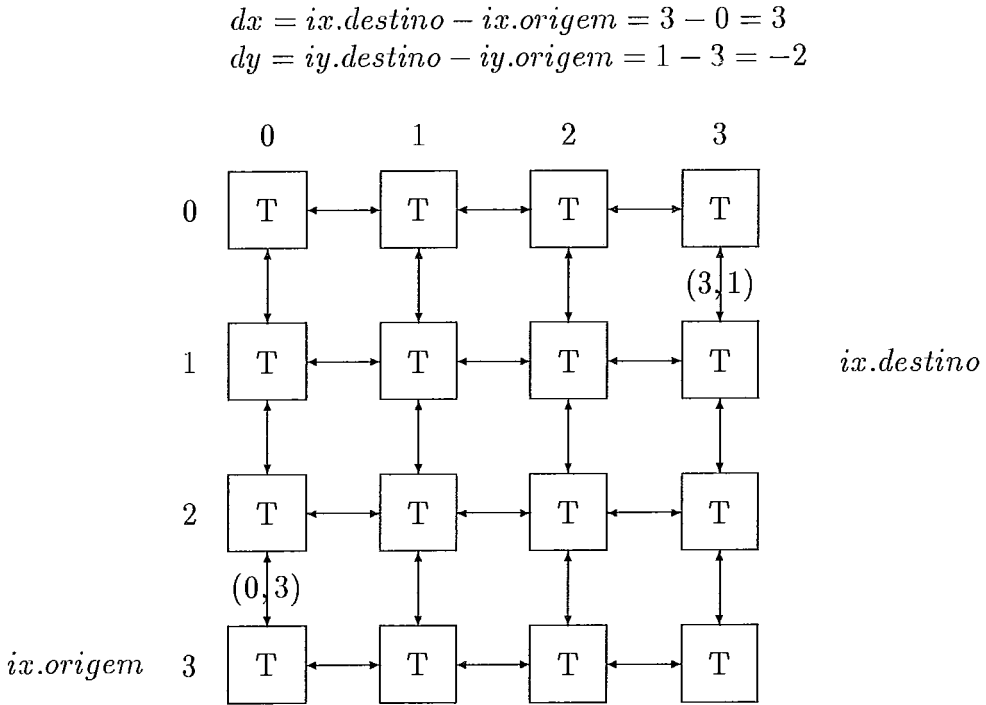 dx = ix.destino − ix.origem = 3 − 0 = 3
dy = iy.destino − iy.origem = 1 − 3 = −2
0 1 2 3
0 T T T T
(3,1)
1 T T T T ix.destino
2 T T T T
(0,3)
ix.origem 3 T T T T